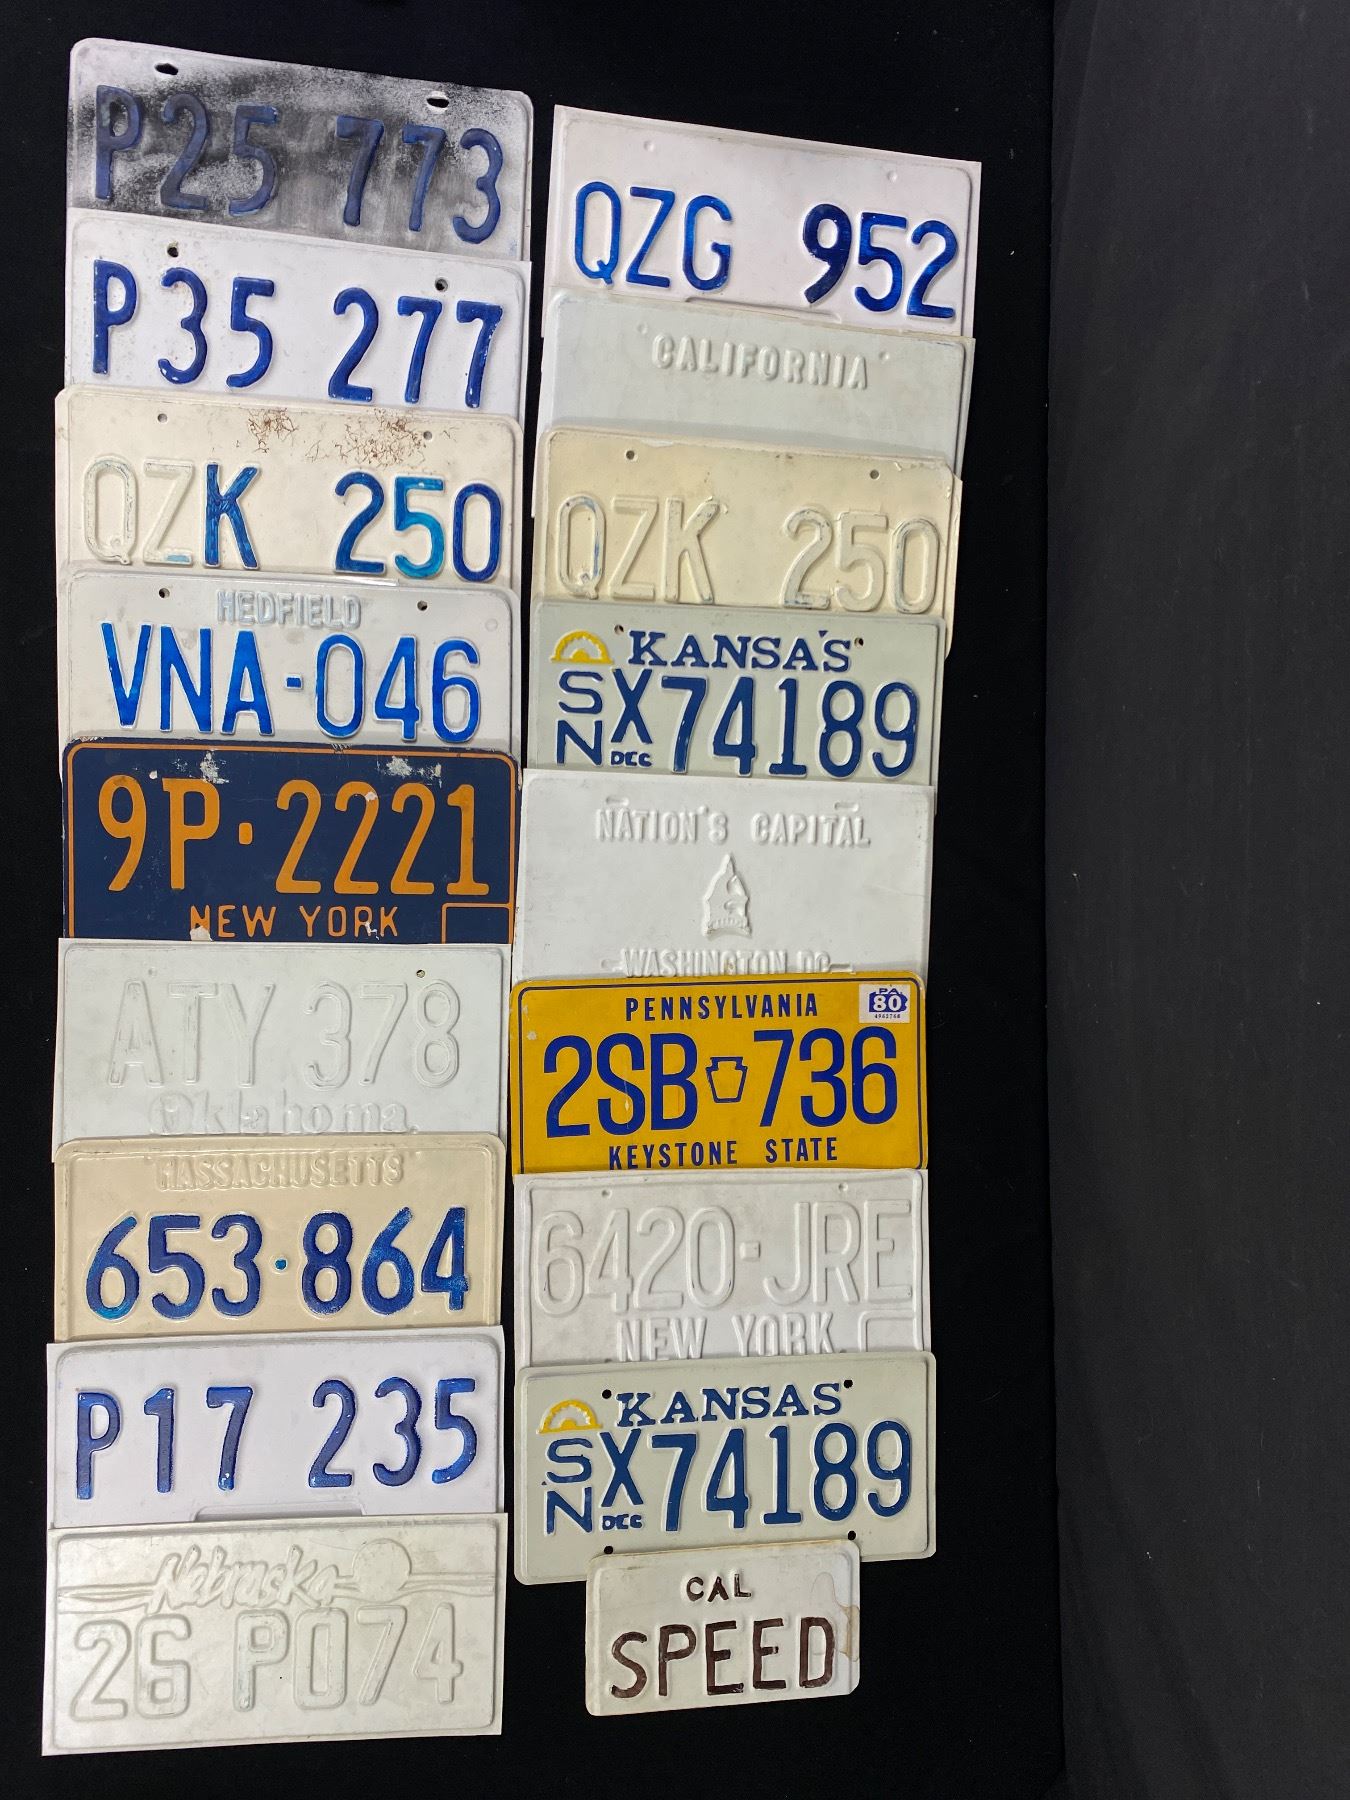 P25 773
P35 277
QZK 250
HEDFIELD
VNA-046
9P·2221
NEW YORK
ATY 378
Oklahoma
MASSACHUSETTS
653·864
P17 235
Nebraska
26 P074
QZG 952
CALIFORNIA
QZK 250
KANSAS
SN X74189
DEC
NATION'S CAPITAL
WASHINGTON, DC
PENNSYLVANIA
PA
80
2SB 736
KEYSTONE STATE
6420-JRE
NEW YORK
KANSAS
SN X74189
DEC
CAL
SPEED